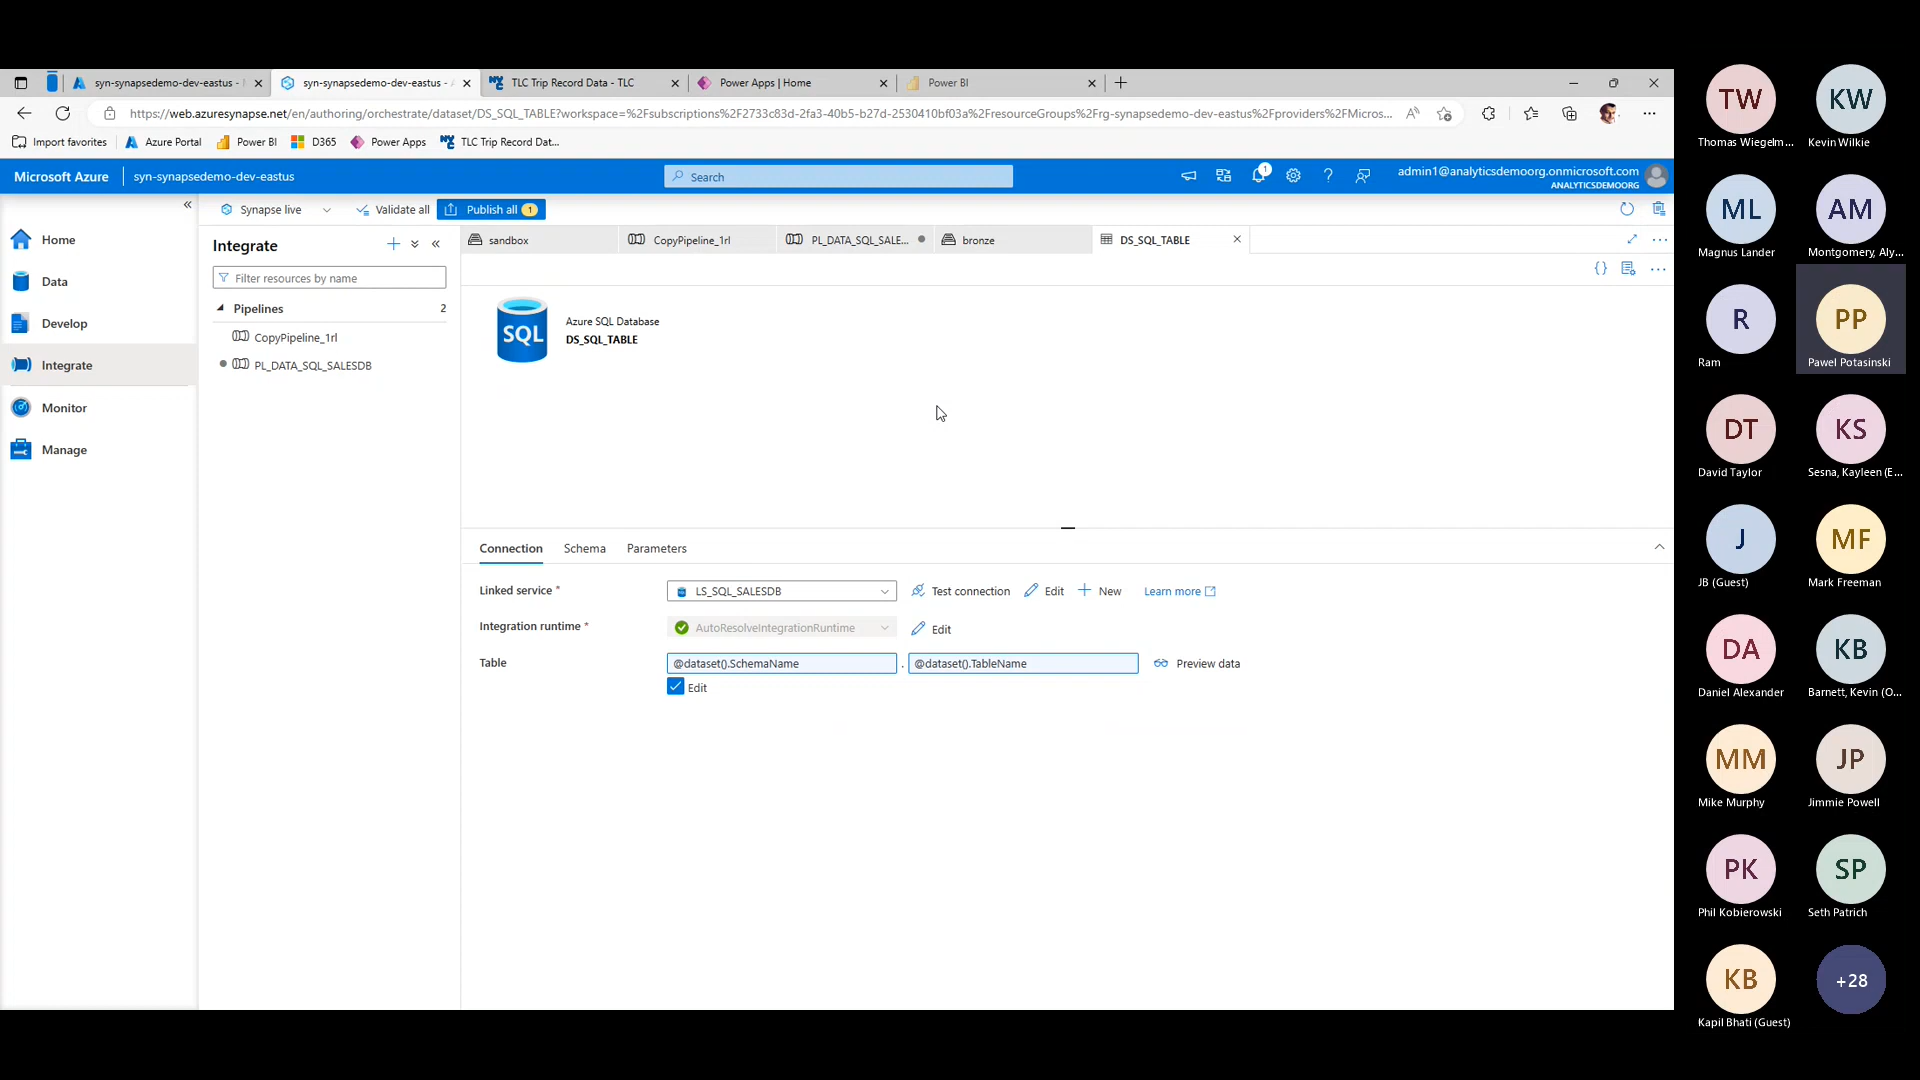 syn-synapsedemo-dev-eastus -
syn-synapsedemo-dev-eastus -
TLC Trip Record Data - TLC
Power Apps | Home
Power BI
https://web.azuresynapse.net/en/authoring/orchestrate/dataset/DS_SQL_TABLE?workspace=%2Fsubscriptions%2F2733c83d-2fa3-40b5-b27d-2530410bf03a%2FresourceGroups%2Frg-synapsedemo-dev-eastus%2Fproviders%2FMicros...
Import favorites
Azure Portal
Power BI
D365
Power Apps
TLC Trip Record Dat...
Microsoft Azure
syn-synapsedemo-dev-eastus
Search
1
admin1@analyticsdemoorg.onmicrosoft.com
ANALYTICSDEMOORG
Synapse live
Validate all
Publish all 1
Home
Data
Develop
Integrate
Monitor
Manage
Integrate
Filter resources by name
Pipelines 2
CopyPipeline_1rl
PL_DATA_SQL_SALESDB
sandbox
CopyPipeline_1rl
PL_DATA_SQL_SALE...
bronze
DS_SQL_TABLE
SQL
Azure SQL Database
DS_SQL_TABLE
Connection
Schema
Parameters
Linked service *
LS_SQL_SALESDB
Test connection
Edit
New
Learn more
Integration runtime *
AutoResolveIntegrationRuntime
Edit
Table
@dataset().SchemaName
.
@dataset().TableName
Preview data
Edit
TW
Thomas Wiegelm...
KW
Kevin Wilkie
ML
Magnus Lander
AM
Montgomery, Aly...
R
Ram
PP
Pawel Potasinski
DT
David Taylor
KS
Sesna, Kayleen (E...
J
JB (Guest)
MF
Mark Freeman
DA
Daniel Alexander
KB
Barnett, Kevin (O...
MM
Mike Murphy
JP
Jimmie Powell
PK
Phil Kobierowski
SP
Seth Patrich
KB
Kapil Bhati (Guest)
+28